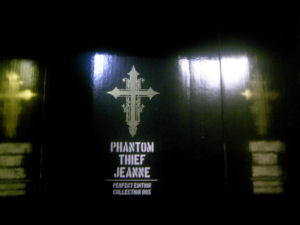 PHANTOM
THIEF
JEANNE
PERFECT EDITION
COLLECTION BOX